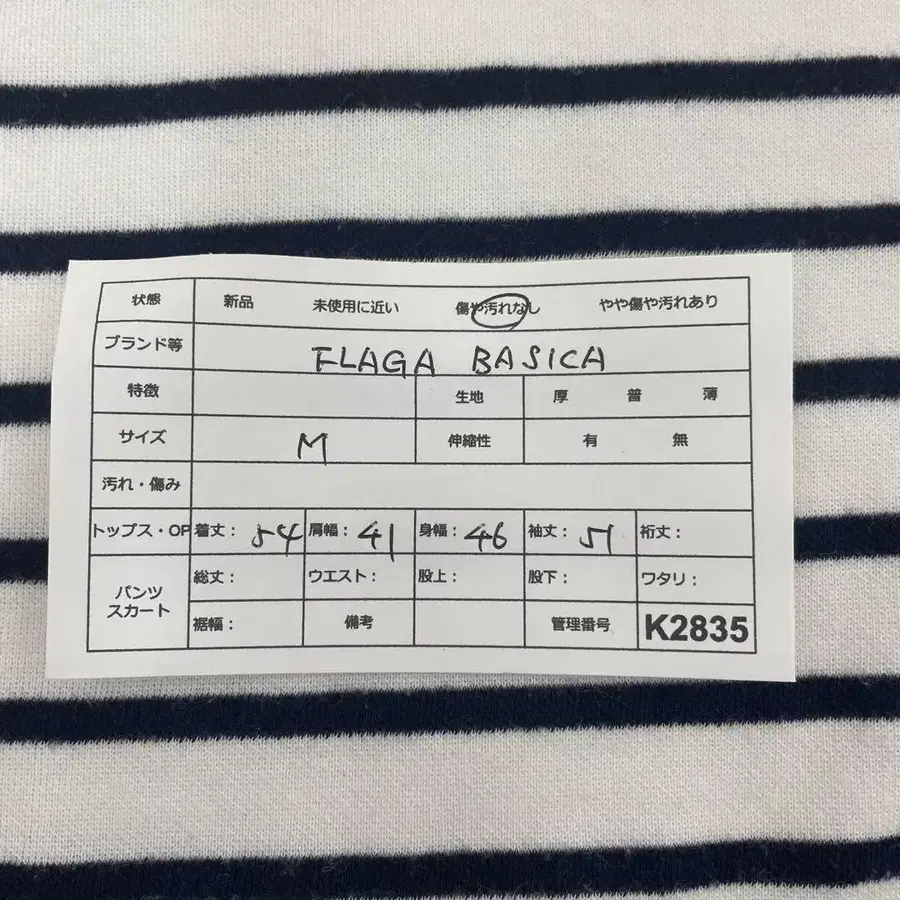 状態 新品 未使用に近い 傷や汚れなし やや傷や汚れあり
ブランド等 FLAGA BASICA
特徴 生地 厚 普 薄
サイズ M 伸縮性 有 無
汚れ・傷み
トップス・OP 着丈: 54 肩幅: 41 身幅: 46 袖丈: 51 裄丈:
パンツ 総丈: ウエスト: 股上: 股下: ワタリ:
スカート 裾幅: 備考 管理番号 K2835